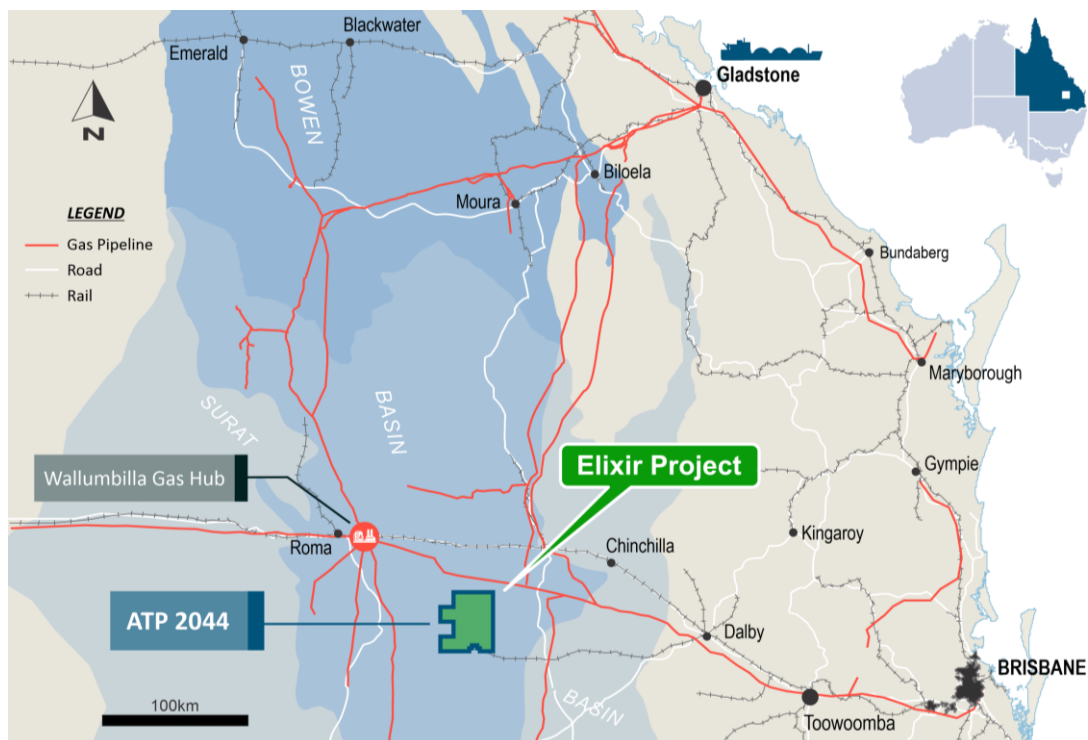 Blackwater
Emerald
Gladstone
BOWEN
N
Biloela
Moura
LEGEND
Gas Pipeline
Road
Rail
Bundaberg
Maryborough
SURAT
BASIN
Elixir Project
Wallumbilla Gas Hub
Gympie
Roma
Kingaroy
Chinchilla
ATP 2044
Dalby
BRISBANE
BASIN
100km
Toowoomba